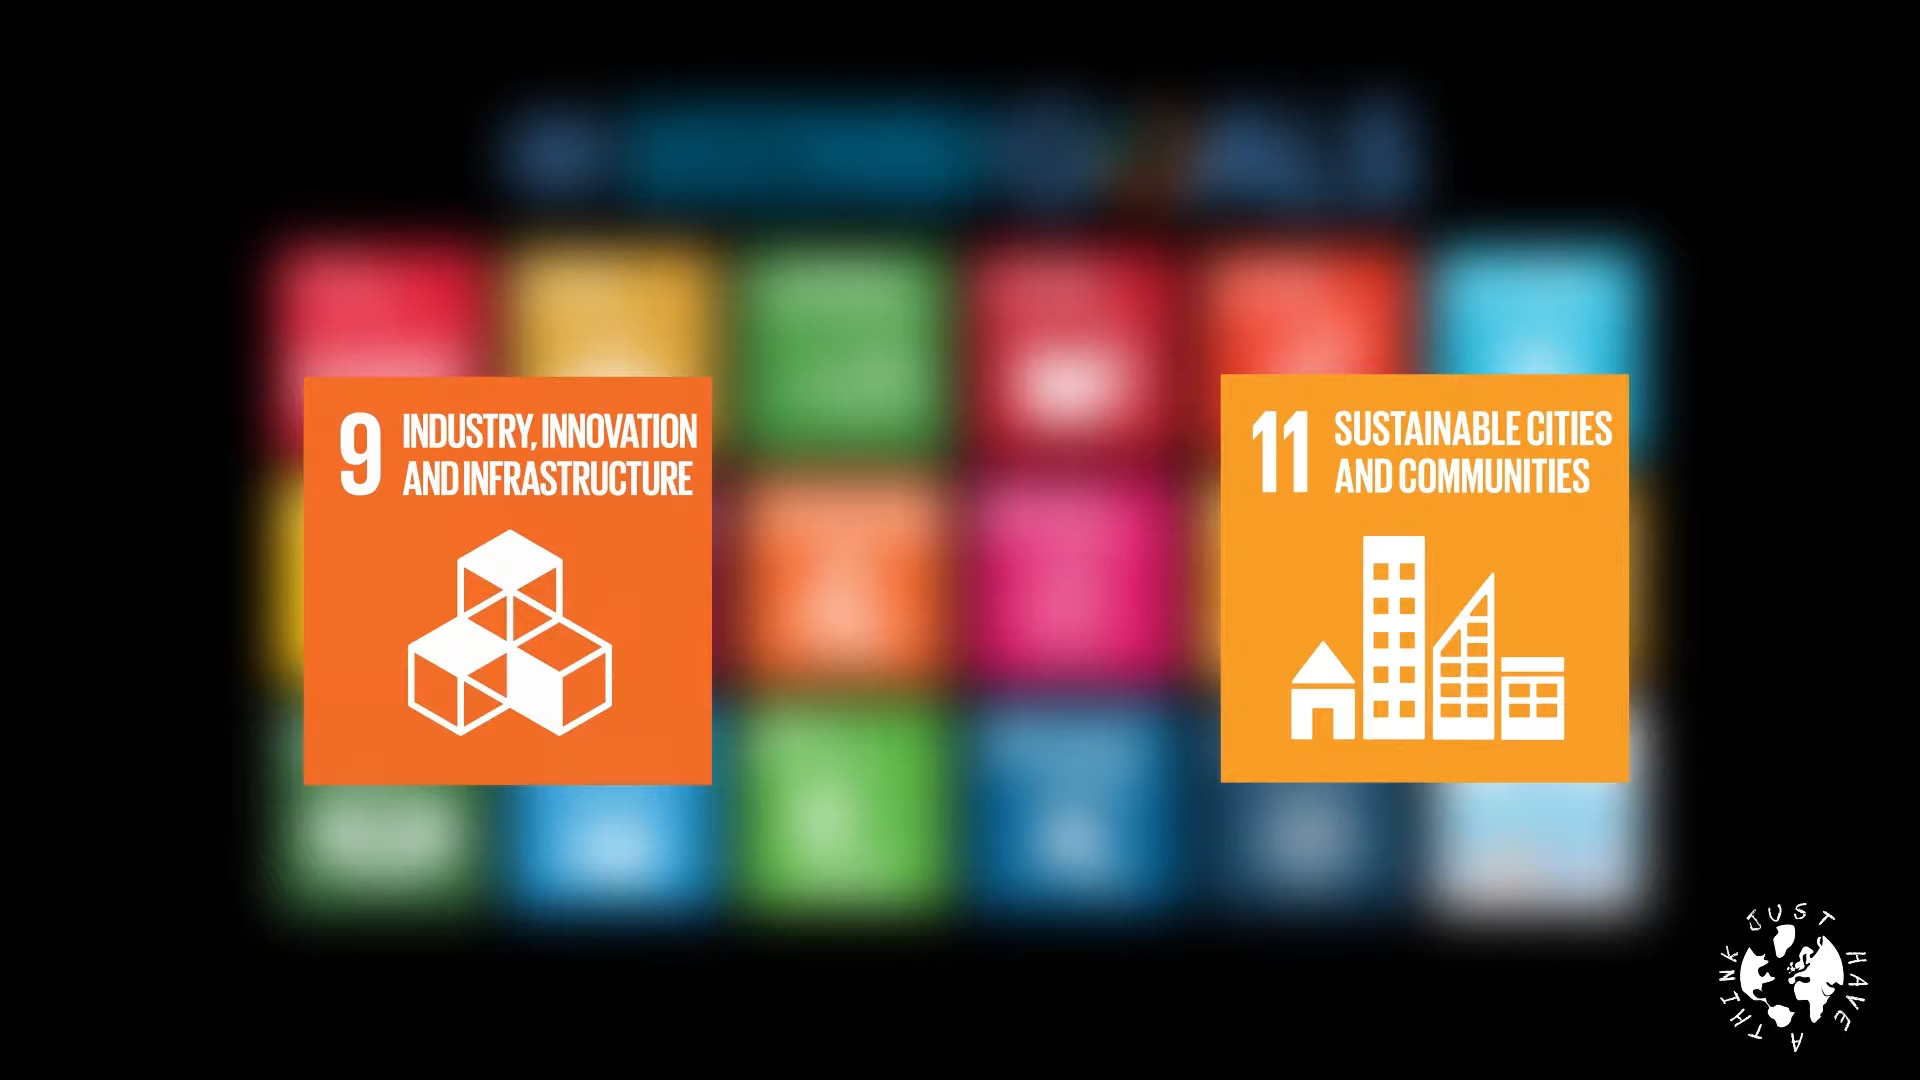 9 INDUSTRY, INNOVATION
AND INFRASTRUCTURE
11 SUSTAINABLE CITIES
AND COMMUNITIES
JUST HAVE A THINK